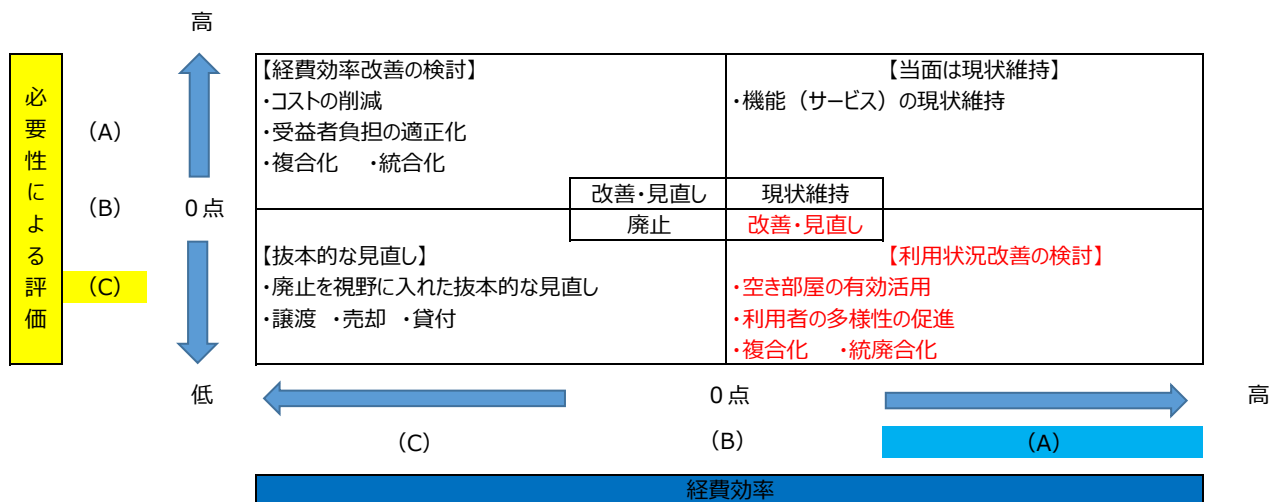 高
必要性による評価
(A)
(B)
(C)
0点
低
【経費効率改善の検討】
・コストの削減
・受益者負担の適正化
・複合化　・統合化
【当面は現状維持】
・機能（サービス）の現状維持
改善・見直し
現状維持
廃止
改善・見直し
【抜本的な見直し】
・廃止を視野に入れた抜本的な見直し
・譲渡　・売却　・貸付
【利用状況改善の検討】
・空き部屋の有効活用
・利用者の多様性の促進
・複合化　・統廃合化
0点
高
(C)
(B)
(A)
経費効率